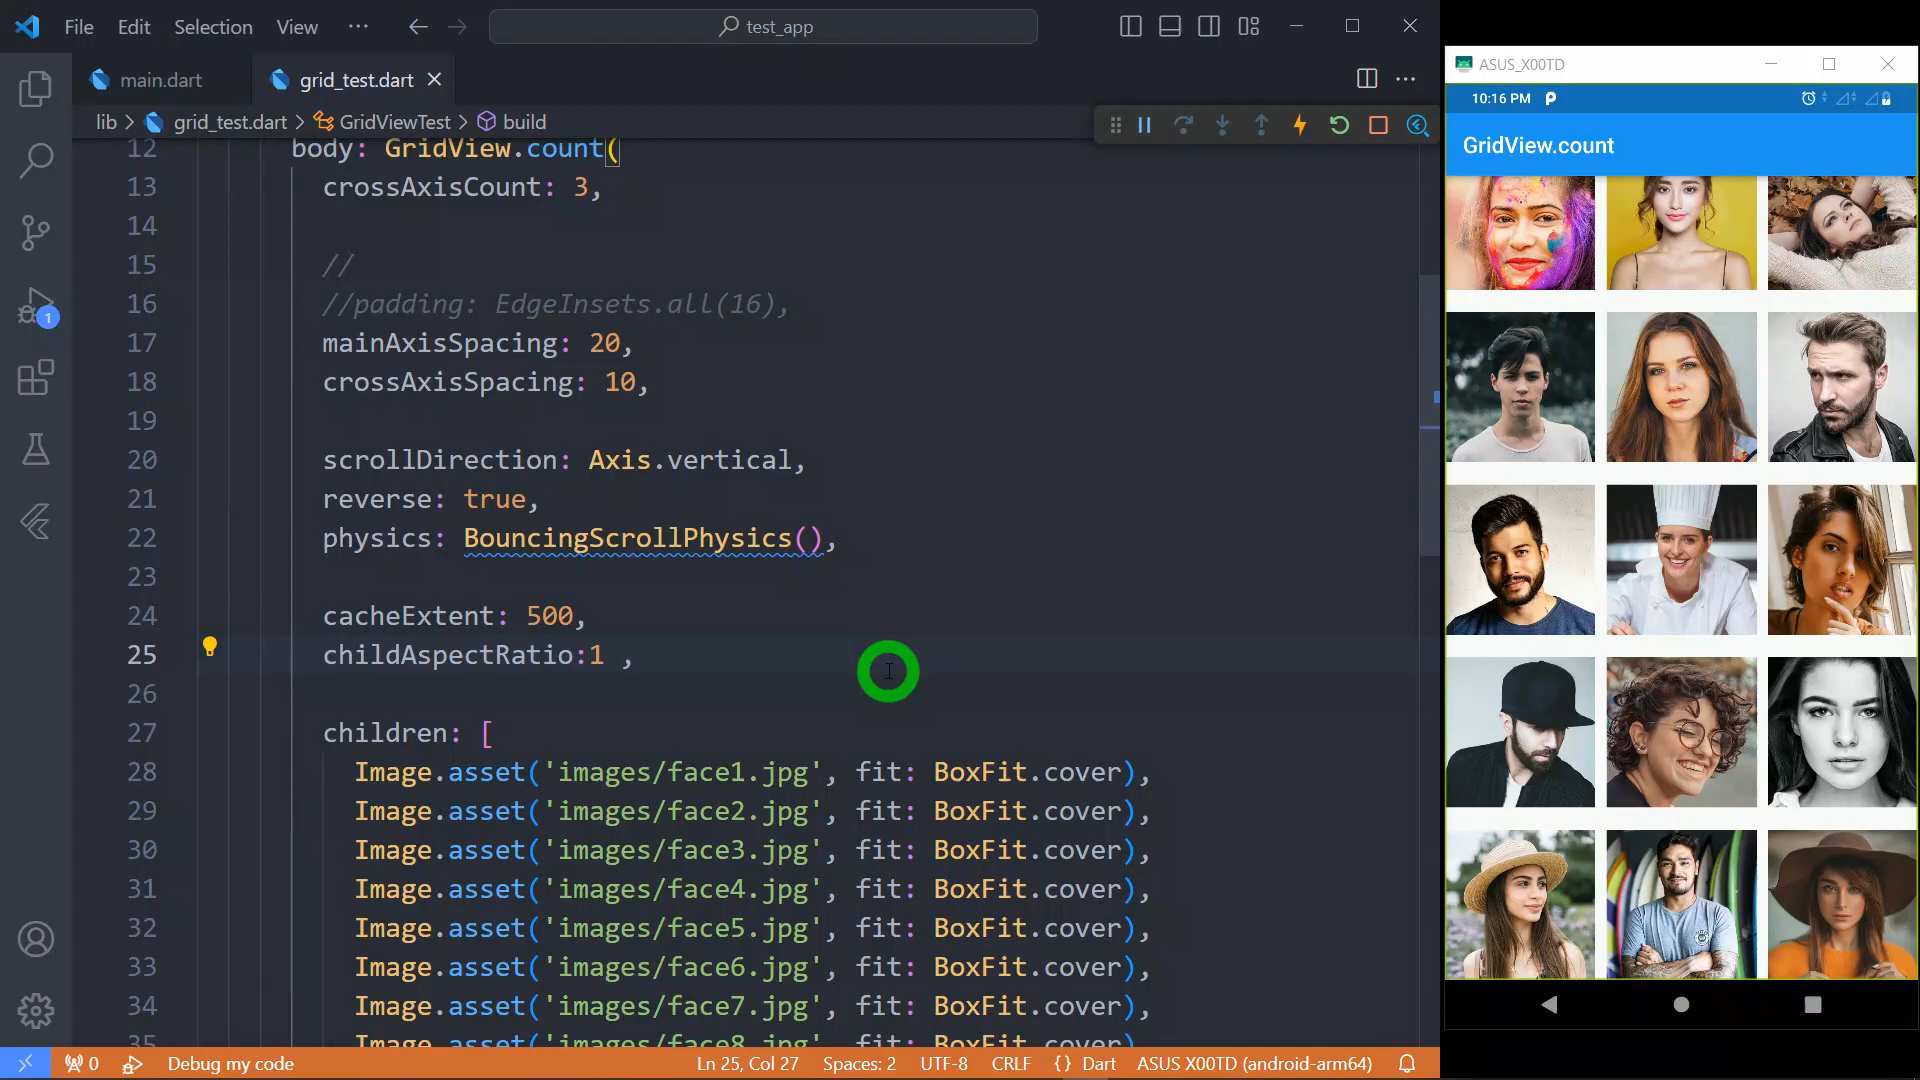 File Edit Selection View ··· test_app
main.dart grid_test.dart
lib > grid_test.dart > GridViewTest > build
12 body: GridView.count(
13 crossAxisCount: 3,
14
15 //
16 //padding: EdgeInsets.all(16),
17 mainAxisSpacing: 20,
18 crossAxisSpacing: 10,
19
20 scrollDirection: Axis.vertical,
21 reverse: true,
22 physics: BouncingScrollPhysics(),
23
24 cacheExtent: 500,
25 childAspectRatio:1 ,
26
27 children: [
28 Image.asset('images/face1.jpg', fit: BoxFit.cover),
29 Image.asset('images/face2.jpg', fit: BoxFit.cover),
30 Image.asset('images/face3.jpg', fit: BoxFit.cover),
31 Image.asset('images/face4.jpg', fit: BoxFit.cover),
32 Image.asset('images/face5.jpg', fit: BoxFit.cover),
33 Image.asset('images/face6.jpg', fit: BoxFit.cover),
34 Image.asset('images/face7.jpg', fit: BoxFit.cover),
35 Image.asset('images/face8.jpg', fit: BoxFit.cover),
1
0 Debug my code Ln 25, Col 27 Spaces: 2 UTF-8 CRLF {} Dart ASUS X00TD (android-arm64)
ASUS_X00TD
10:16 PM
GridView.count